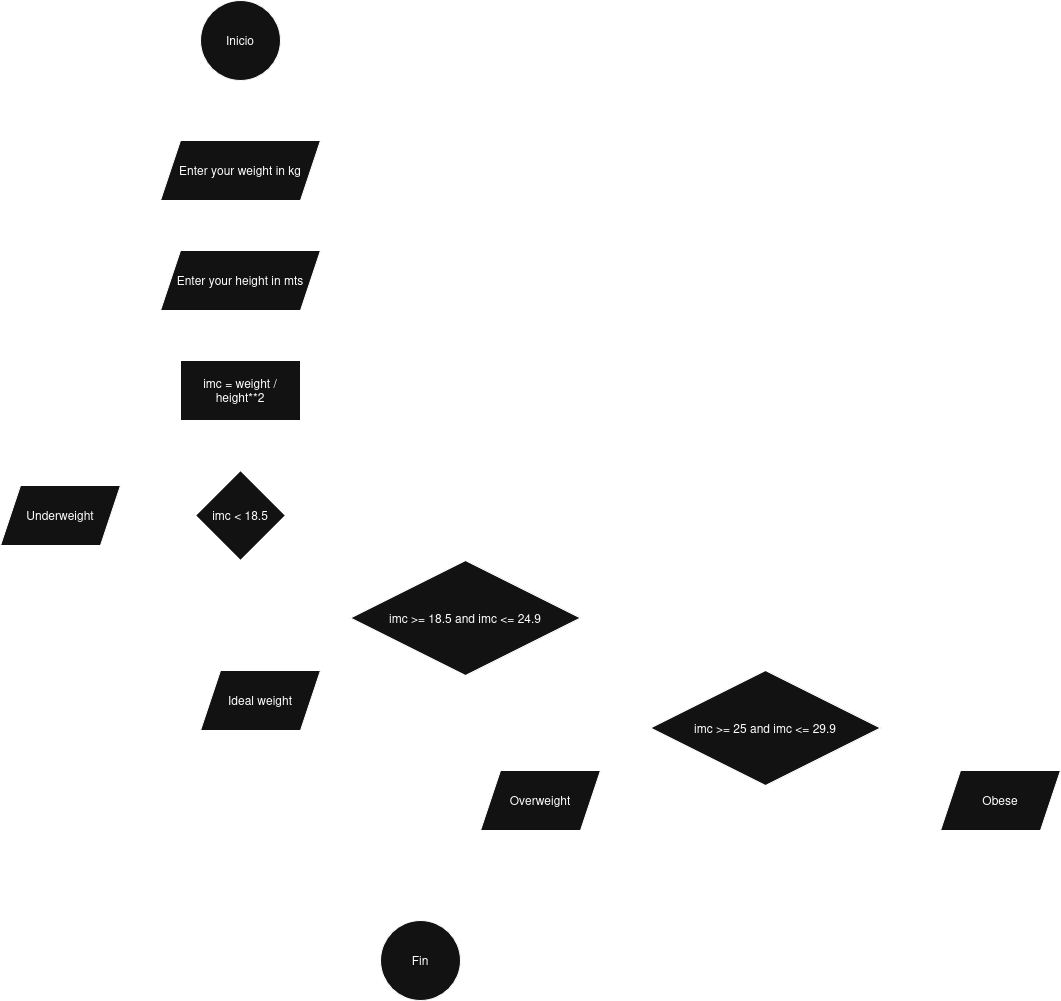 Inicio
Enter your weight in kg
Enter your height in mts
imc = weight /
height**2
Underweight
imc < 18.5
imc >= 18.5 and imc <= 24.9
Ideal weight
imc >= 25 and imc <= 29.9
Overweight
Obese
Fin